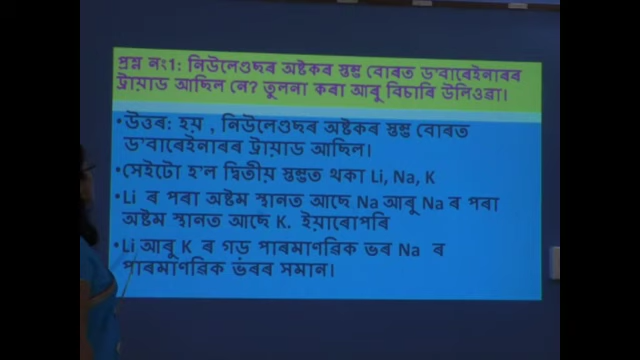 প্ৰশ্ন নং1: নিউলেণ্ডছৰ অষ্টকৰ স্তম্ভ বোৰত ড'বাৰেইনাৰৰ
ট্ৰায়াড আছিল নে? তুলনা কৰা আৰু বিচাৰি উলিওৱা।
•উত্তৰ: হয় , নিউলেণ্ডছৰ অষ্টকৰ স্তম্ভ বোৰত
ড'বাৰেইনাৰৰ ট্ৰায়াড আছিল।
•সেইটো হ'ল দ্বিতীয় স্তম্ভত থকা Li, Na, K
•Li ৰ পৰা অষ্টম স্থানত আছে Na আৰু Na ৰ পৰা
অষ্টম স্থানত আছে K. ইয়াৰোপৰি
•Li আৰু K ৰ গড় পাৰমাণৱিক ভৰ Na ৰ
পাৰমাণৱিক ভৰৰ সমান।